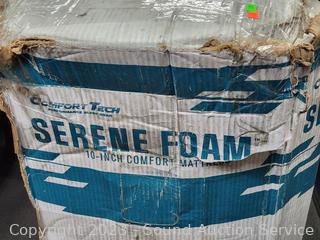 COMFORT TECH
SERENE FOAM
10-INCH COMFORT MATTRESS
Copyright 2023 - Sound Auction Service